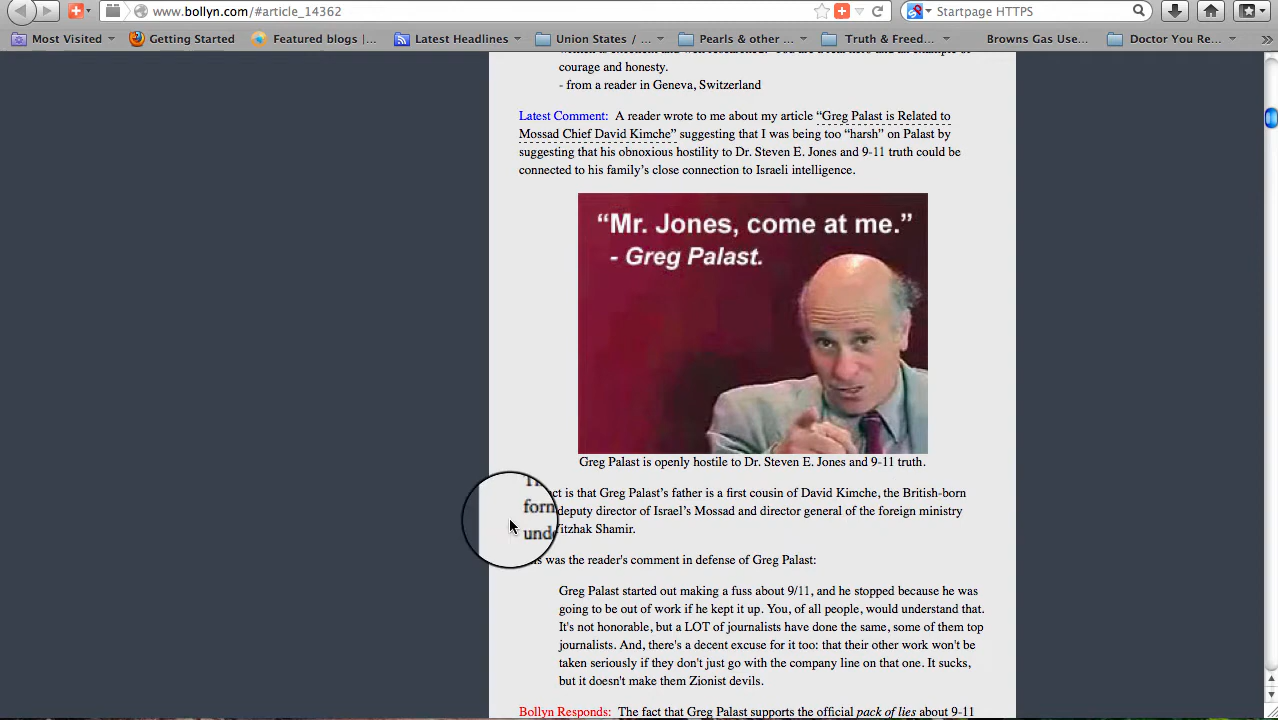 www.bollyn.com/#article_14362
Startpage HTTPS
Most Visited
Getting Started
Featured blogs |...
Latest Headlines
Union States / ...
Pearls & other ...
Truth & Freed...
Browns Gas Use...
Doctor You Re...
courage and honesty.
- from a reader in Geneva, Switzerland
Latest Comment: A reader wrote to me about my article “Greg Palast is Related to
Mossad Chief David Kimche” suggesting that I was being too “harsh” on Palast by
suggesting that his obnoxious hostility to Dr. Steven E. Jones and 9-11 truth could be
connected to his family’s close connection to Israeli intelligence.
“Mr. Jones, come at me.”
- Greg Palast.
Greg Palast is openly hostile to Dr. Steven E. Jones and 9-11 truth.
is that Greg Palast’s father is a first cousin of David Kimche, the British-born
deputy director of Israel’s Mossad and director general of the foreign ministry
Yitzhak Shamir.
was the reader's comment in defense of Greg Palast:
Greg Palast started out making a fuss about 9/11, and he stopped because he was
going to be out of work if he kept it up. You, of all people, would understand that.
It's not honorable, but a LOT of journalists have done the same, some of them top
journalists. And, there's a decent excuse for it too: that their other work won't be
taken seriously if they don't just go with the company line on that one. It sucks,
but it doesn't make them Zionist devils.
Bollyn Responds: The fact that Greg Palast supports the official pack of lies about 9-11